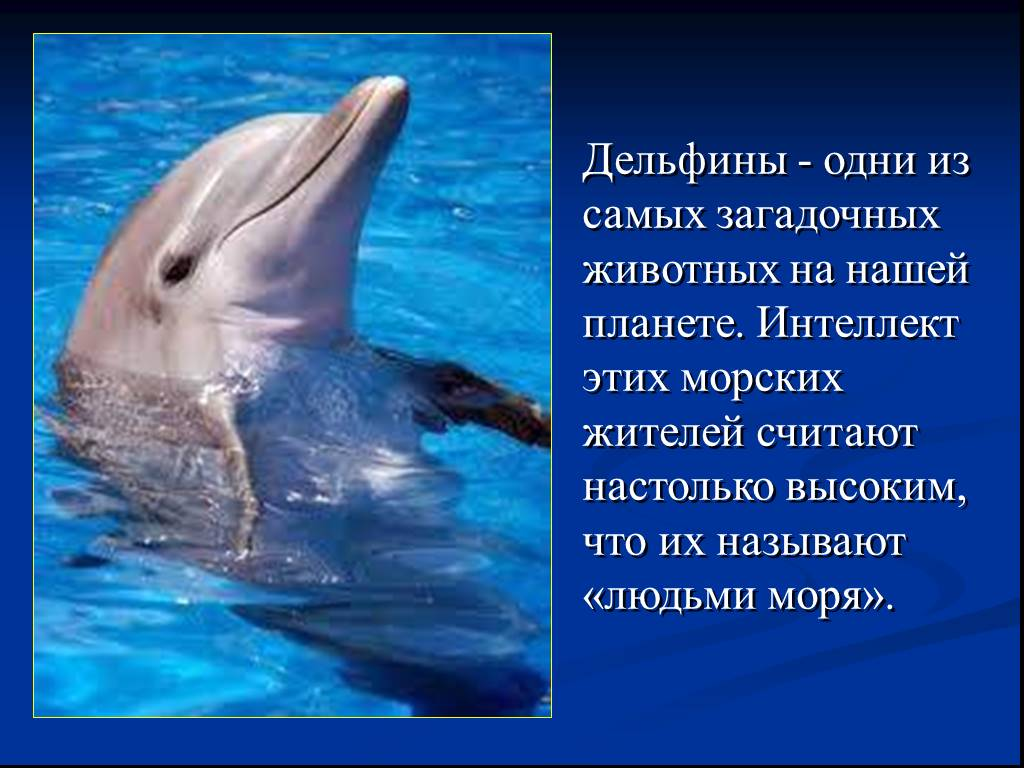 Дельфины - одни из
самых загадочных
животных на нашей
планете. Интеллект
этих морских
жителей считают
настолько высоким,
что их называют
«людьми моря».